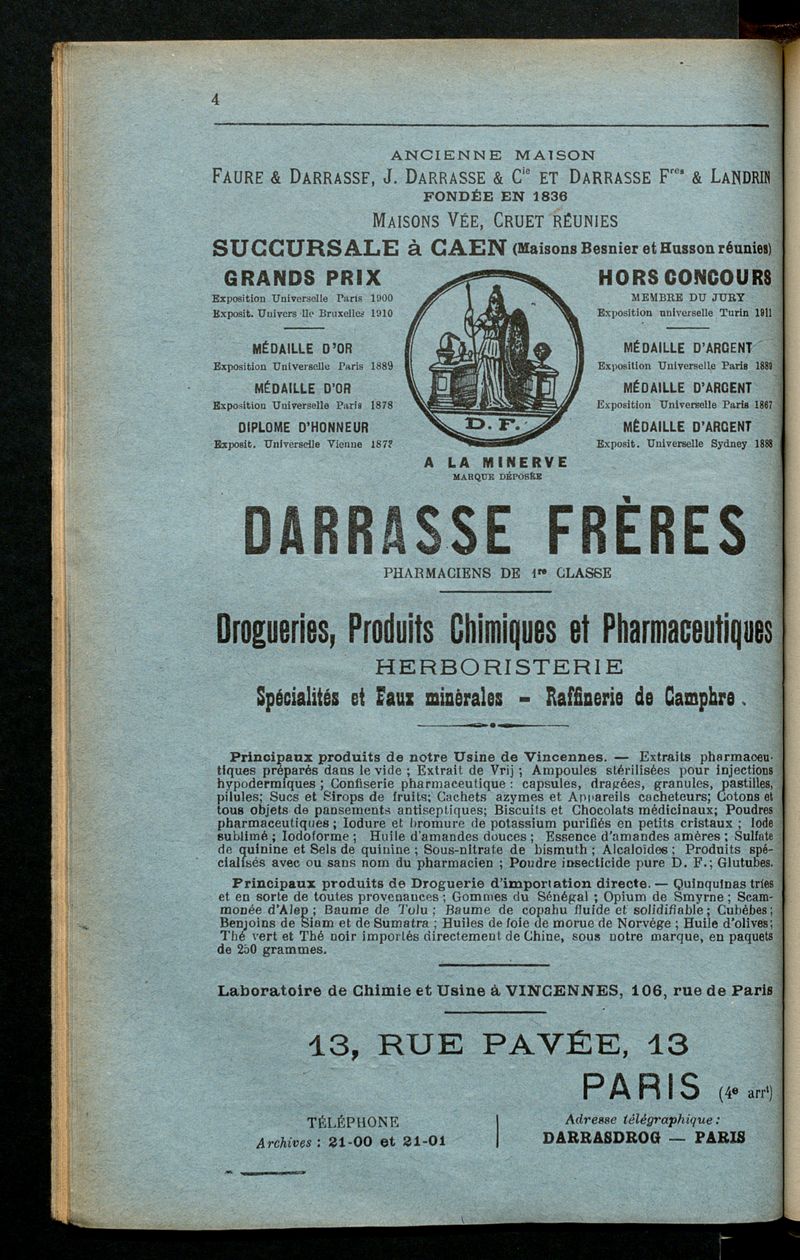 4
ANCIENNE MAISON
FAURE & DARRASSE, J. DARRASSE & Cie ET DARRASSE Fres & LANDRIN
FONDÉE EN 1836
MAISONS VÉE, CRUET RÉUNIES
SUCCURSALE à CAEN (Maisons Besnier et Husson réunies)
GRANDS PRIX
Exposition Universelle Paris 1900
Exposit. Univers lle Bruxelles 1910
MÉDAILLE D'OR
Exposition Universelle Paris 1889
MÉDAILLE D'OR
Exposition Universelle Paris 1878
DIPLOME D'HONNEUR
Exposit. Universelle Vienne
D. F.
A LA MINERVE
MARQUE DÉPOSÉE
HORS CONCOURS
MEMBRE DU JURY
Exposition universelle Turin 1911
MÉDAILLE D'ARGENT
Exposition Universelle Paris
MÉDAILLE D'ARGENT
Exposition Universelle Paris 1867
MÉDAILLE D'ARGENT
Exposit. Universelle Sydney 1888
DARRASSE FRÈRES
PHARMACIENS DE 1re CLASSE
Drogueries, Produits Chimiques et Pharmaceutiques
HERBORISTERIE
Spécialités et Eaux minérales - Raffinerie de Camphre.
Principaux produits de notre Usine de Vincennes. — Extraits pharmaceu-
tiques préparés dans le vide ; Extrait de Vrij ; Ampoules stérilisées pour injections
hypodermiques ; Confiserie pharmaceutique : capsules, dragées, granules, pastilles,
pilules; Sucs et Sirops de fruits; Cachets azymes et Appareils cacheteurs; Cotons et
tous objets de pansements antiseptiques; Biscuits et Chocolats médicinaux; Poudres
pharmaceutiques ; Iodure et bromure de potassium purifiés en petits cristaux ; Iode
sublimé ; Iodoforme ; Huile d'amandes douces ; Essence d'amandes amères ; Sulfate
de quinine et Sels de quinine ; Sous-nitrate de bismuth ; Alcaloïdes ; Produits spé-
cialisés avec ou sans nom du pharmacien ; Poudre insecticide pure D. F.; Glutubes.
Principaux produits de Droguerie d'importation directe. — Quinquinas triés
et en sorte de toutes provenances ; Gommes du Sénégal ; Opium de Smyrne ; Scam-
monée d'Alep ; Baume de Tolu ; Baume de copahu fluide et solidifiable ; Cubèbes ;
Benjoins de Siam et de Sumatra ; Huiles de foie de morue de Norvége ; Huile d'olives;
Thé vert et Thé noir importés directement de Chine, sous notre marque, en paquets
de 250 grammes.
Laboratoire de Chimie et Usine à VINCENNES, 106, rue de Paris
13, RUE PAVÉE, 13
PARIS (4e arrt)
TÉLÉPHONE
Archives : 21-00 et 21-01
Adresse télégraphique :
DARRASDROG — PARIS